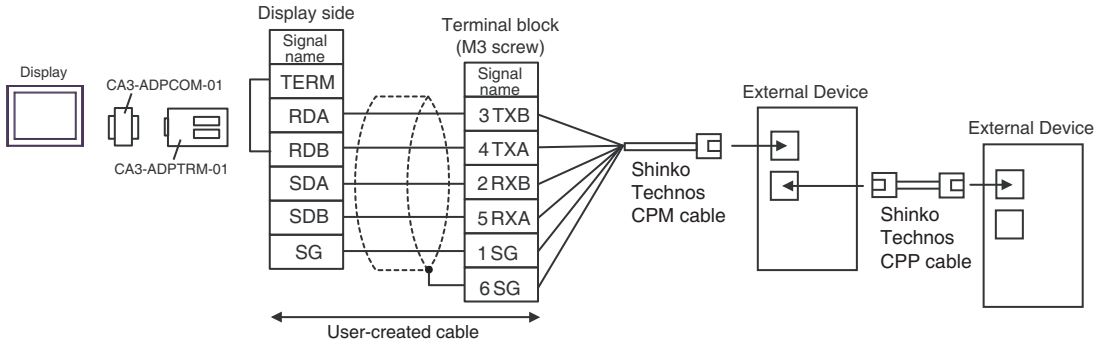 Display side
Terminal block
(M3 screw)
Signal
name
Signal
name
Display
CA3-ADPCOM-01
CA3-ADPTRM-01
TERM
RDA
RDB
SDA
SDB
SG
3 TXB
4 TXA
2 RXB
5 RXA
1 SG
6 SG
User-created cable
Shinko
Technos
CPM cable
External Device
Shinko
Technos
CPP cable
External Device